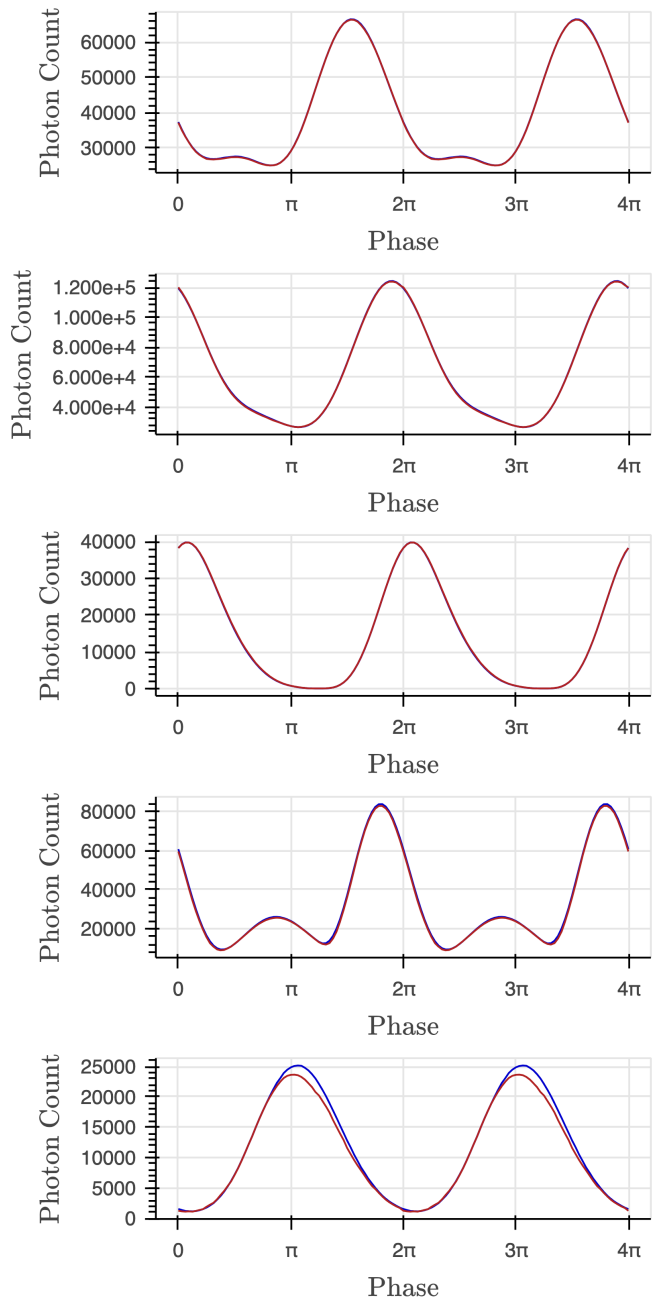 Photon Count
60000
50000
40000
30000
0 π 2π 3π 4π
Phase
Photon Count
1.200e+5
1.000e+5
8.000e+4
6.000e+4
4.000e+4
0 π 2π 3π 4π
Phase
Photon Count
40000
30000
20000
10000
0
0 π 2π 3π 4π
Phase
Photon Count
80000
60000
40000
20000
0 π 2π 3π 4π
Phase
Photon Count
25000
20000
15000
10000
5000
0
0 π 2π 3π 4π
Phase